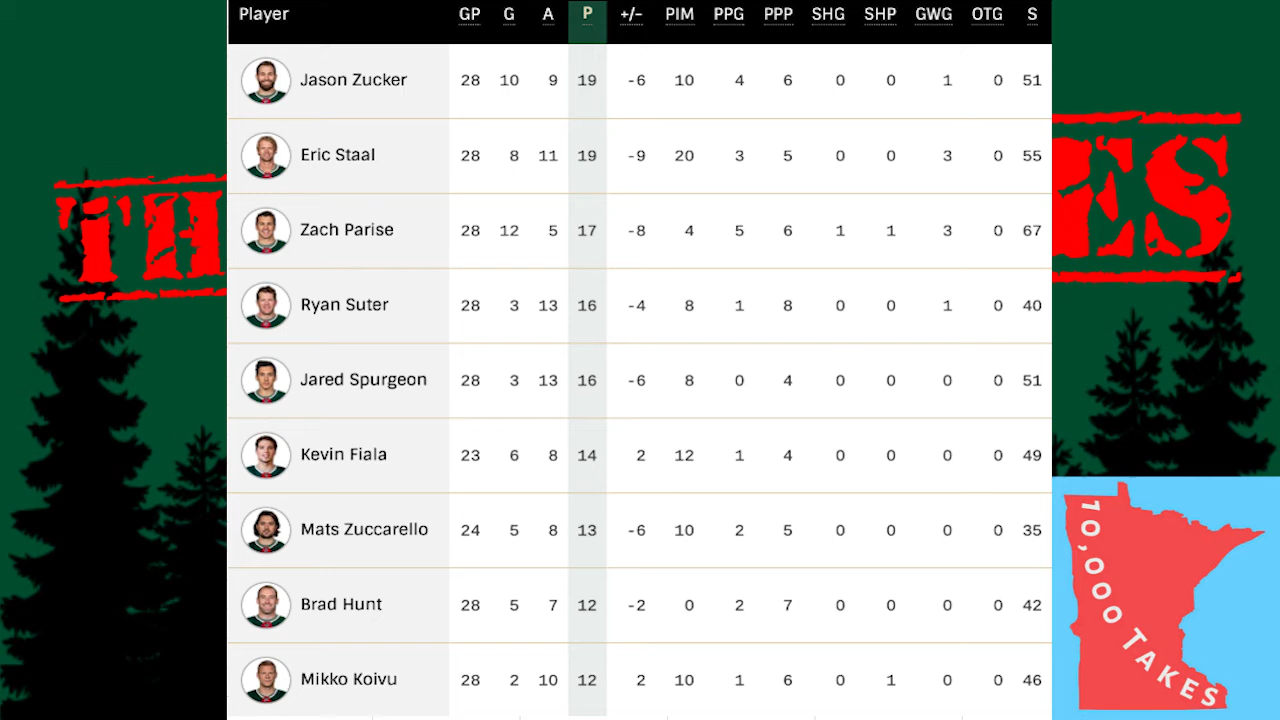 Player GP G A P +/- PIM PPG PPP SHG SHP GWG OTG S
Jason Zucker 28 10 9 19 -6 10 4 6 0 0 1 0 51
Eric Staal 28 8 11 19 -9 20 3 5 0 0 3 0 55
Zach Parise 28 12 5 17 -8 4 5 6 1 1 3 0 67
Ryan Suter 28 3 13 16 -4 8 1 8 0 0 1 0 40
Jared Spurgeon 28 3 13 16 -6 8 0 4 0 0 0 0 51
Kevin Fiala 23 6 8 14 2 12 1 4 0 0 0 0 49
Mats Zuccarello 24 5 8 13 -6 10 2 5 0 0 0 0 35
Brad Hunt 28 5 7 12 -2 0 2 7 0 0 0 0 42
Mikko Koivu 28 2 10 12 2 10 1 6 0 1 0 0 46
TH
ES
10,000 TAKES